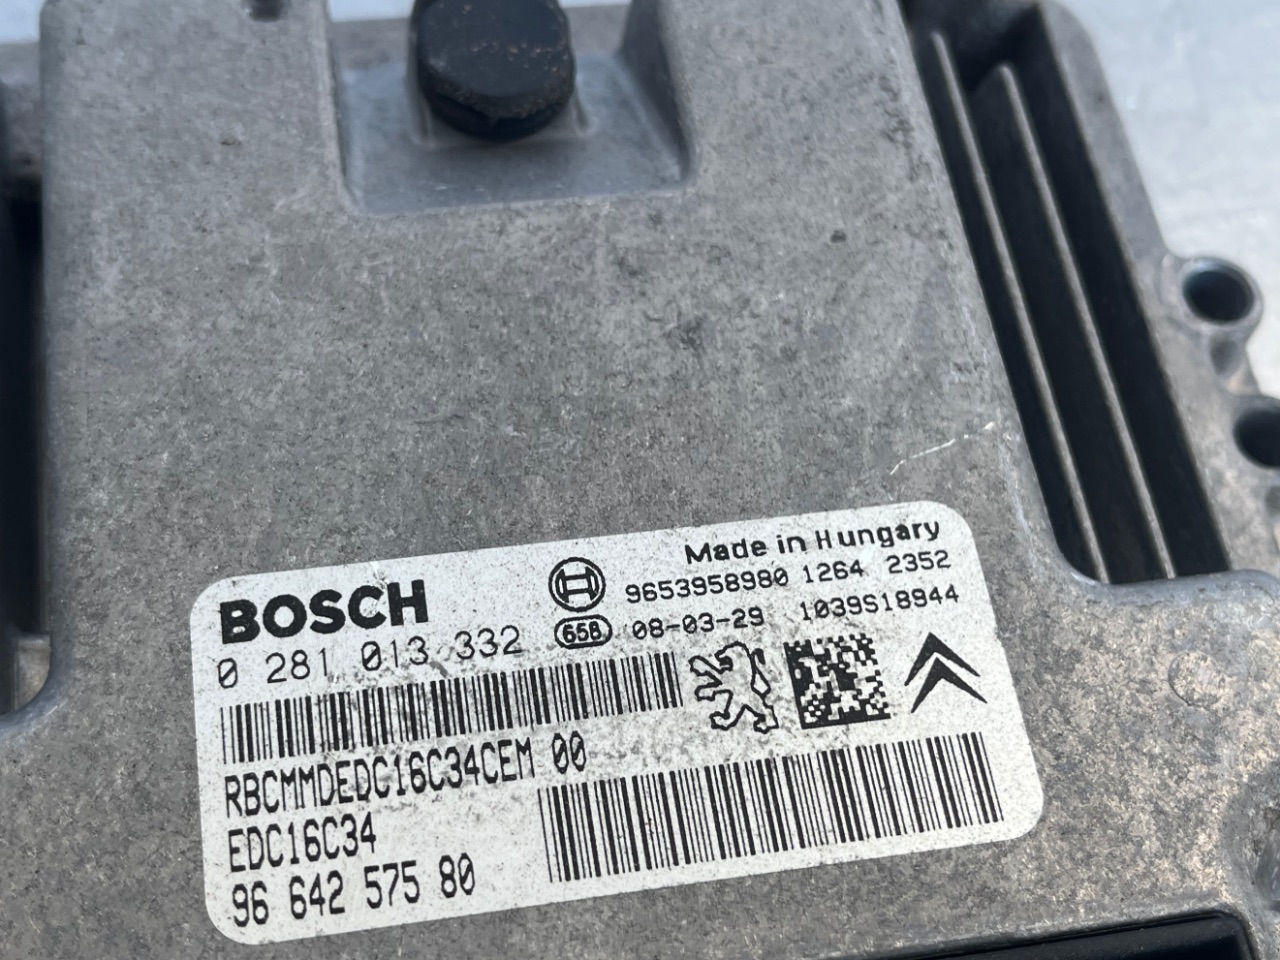 Made in Hungary
BOSCH
9653958980 1264 2352
0 281 013 332
658 08-03-29 1039S18944
RBCMMDEDC16C34CEM 00
EDC16C34
96 642 575 80